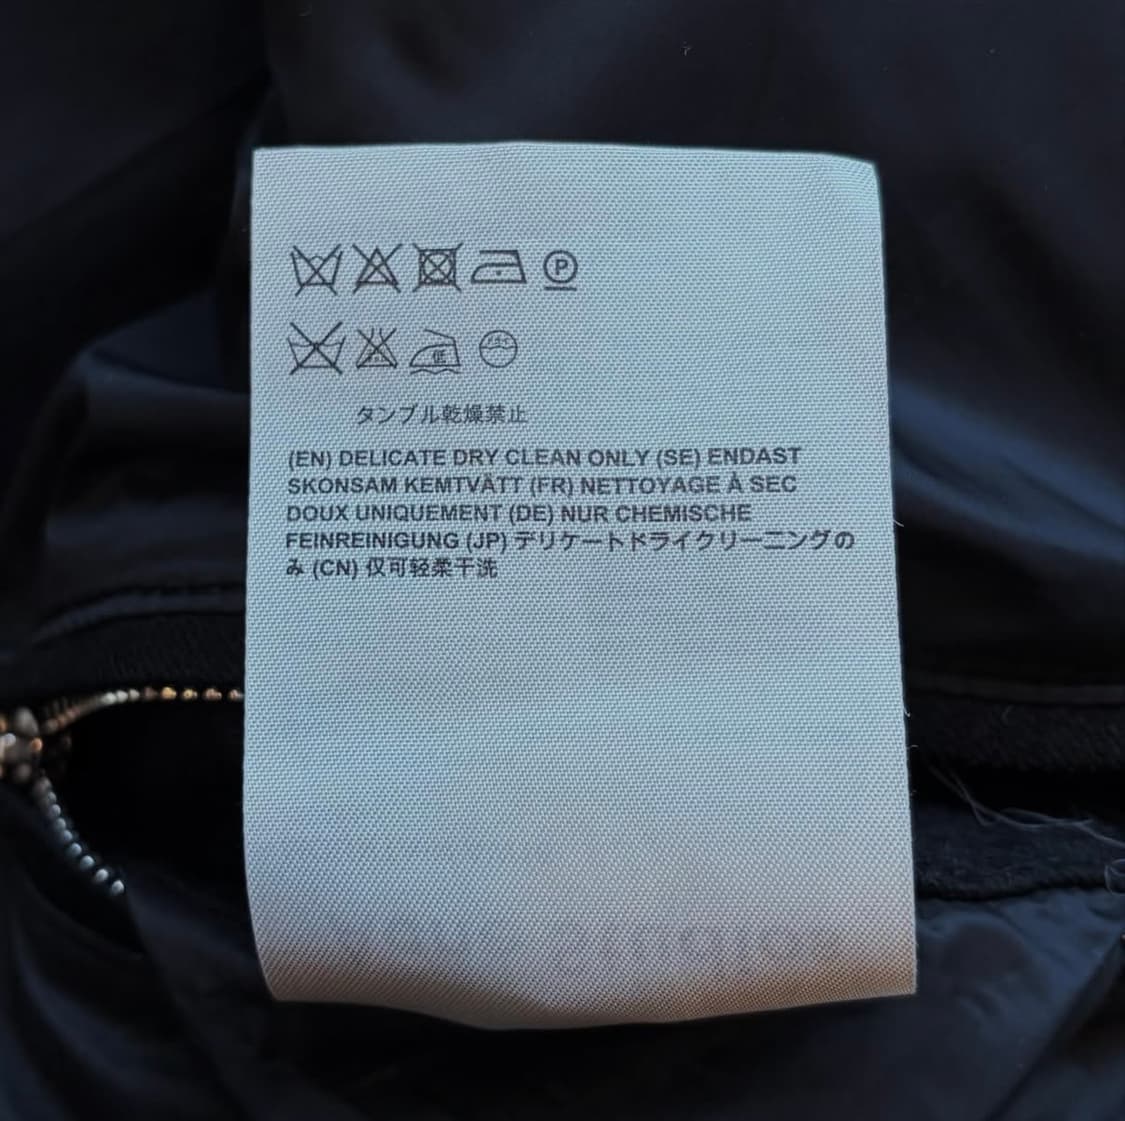 P
低
タンブル乾燥禁止
(EN) DELICATE DRY CLEAN ONLY (SE) ENDAST
SKONSAM KEMTVÄTT (FR) NETTOYAGE À SEC
DOUX UNIQUEMENT (DE) NUR CHEMISCHE
FEINREINIGUNG (JP) デリケートドライクリーニングの
み (CN) 仅可轻柔干洗